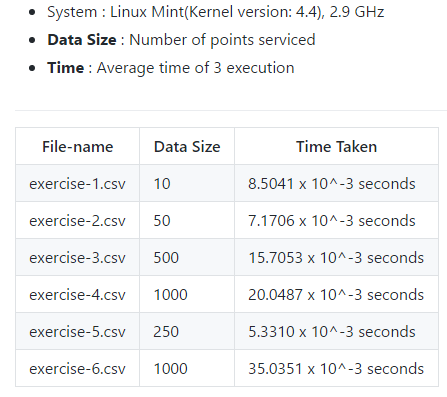 System : Linux Mint(Kernel version: 4.4), 2.9 GHz
Data Size : Number of points serviced
Time : Average time of 3 execution
File-name Data Size Time Taken
exercise-1.csv 10 8.5041 x 10^-3 seconds
exercise-2.csv 50 7.1706 x 10^-3 seconds
exercise-3.csv 500 15.7053 x 10^-3 seconds
exercise-4.csv 1000 20.0487 x 10^-3 seconds
exercise-5.csv 250 5.3310 x 10^-3 seconds
exercise-6.csv 1000 35.0351 x 10^-3 seconds